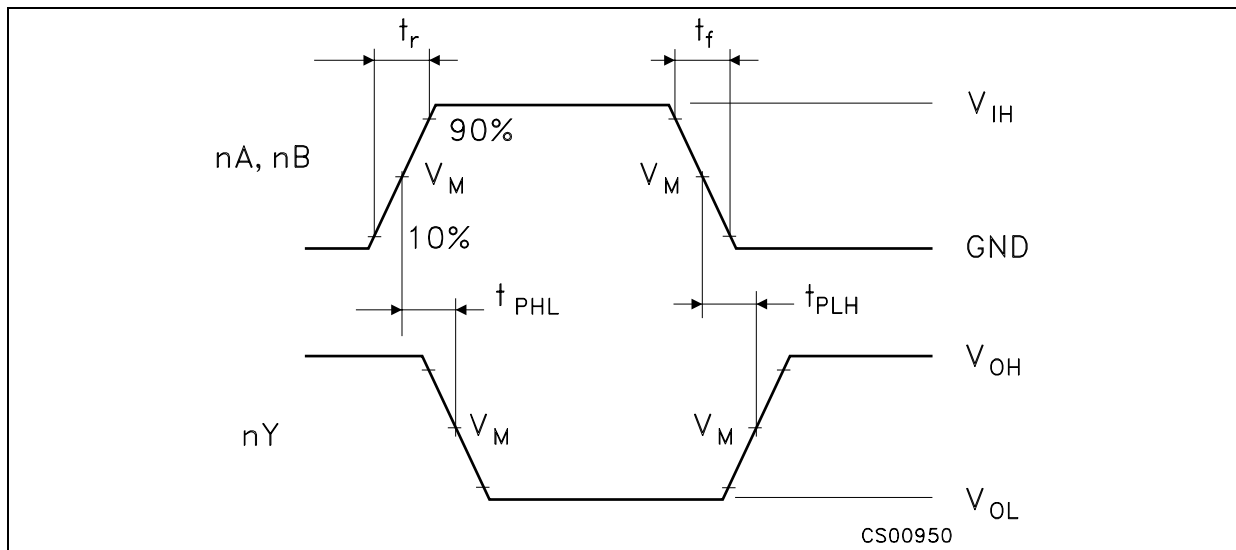 tr
tf
VIH
90%
nA, nB
VM
VM
10%
GND
tPHL
tPLH
VOH
VM
VM
nY
VOL
CS00950